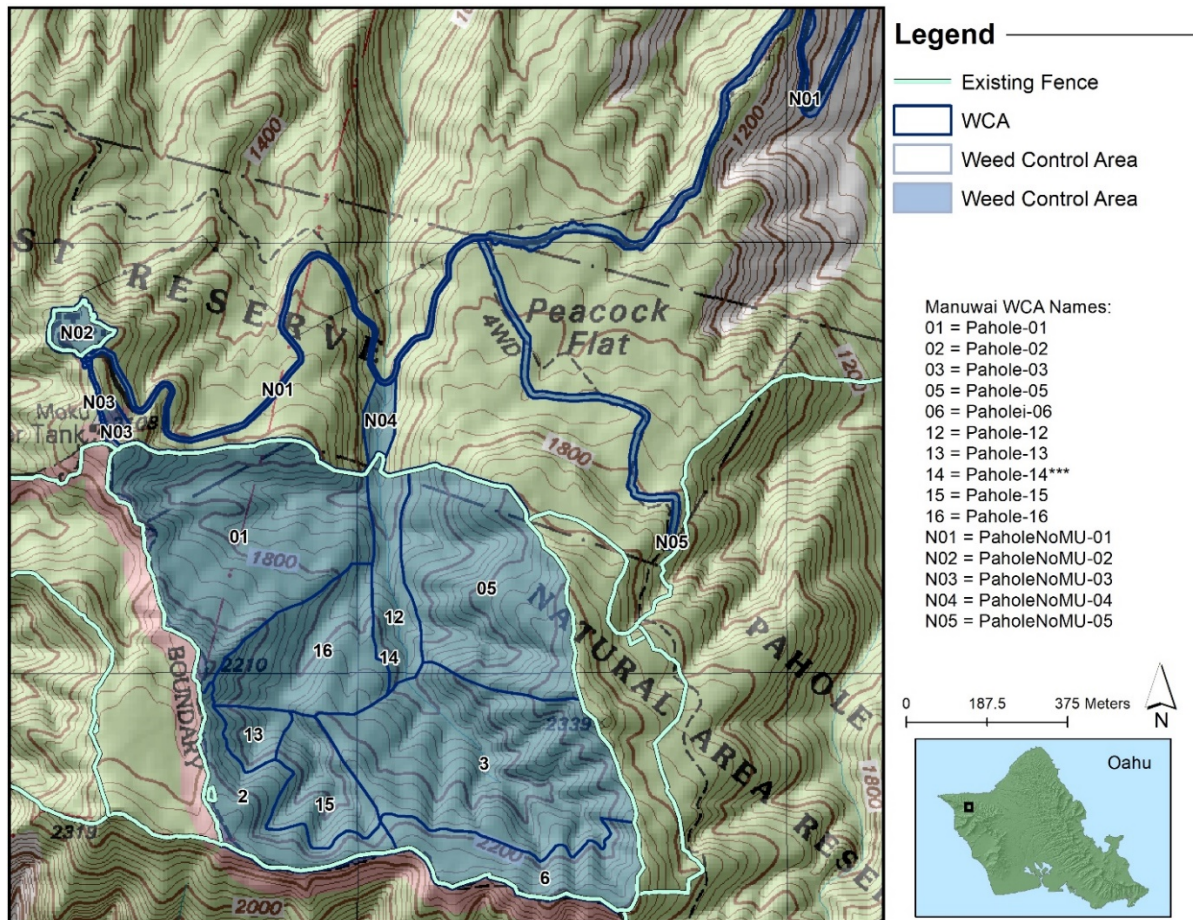 1400
1200
N01
ST RESERVE
Peacock
Flat
4WD
N02
N01
1200
N03
N04
Moku
N03
r Tank
1800
01
1800
05
N05
12
NATURAL AREA RESE
PAHOLE
16
14
2210
BOUNDARY
13
2339
3
2
15
1800
2319
2200
6
2000
Legend
Existing Fence
WCA
Weed Control Area
Weed Control Area
Manuwai WCA Names:
01 = Pahole-01
02 = Pahole-02
03 = Pahole-03
05 = Pahole-05
06 = Paholei-06
12 = Pahole-12
13 = Pahole-13
14 = Pahole-14***
15 = Pahole-15
16 = Pahole-16
N01 = PaholeNoMU-01
N02 = PaholeNoMU-02
N03 = PaholeNoMU-03
N04 = PaholeNoMU-04
N05 = PaholeNoMU-05
0 187.5 375 Meters
N
Oahu